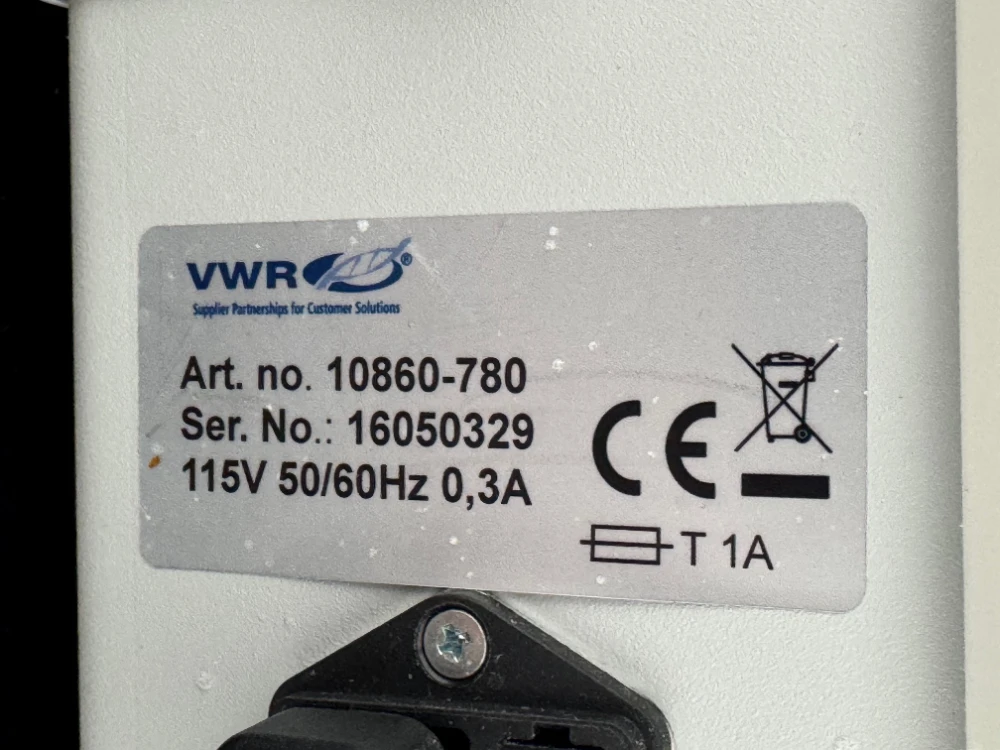 VWR®
Supplier Partnerships for Customer Solutions
Art. no. 10860-780
Ser. No.: 16050329
115V 50/60Hz 0,3A
CE
T 1A